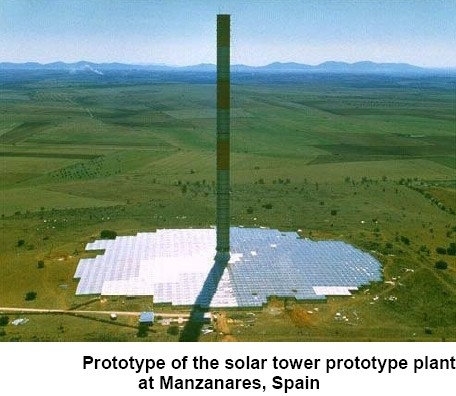 Prototype of the solar tower prototype plant
at Manzanares, Spain